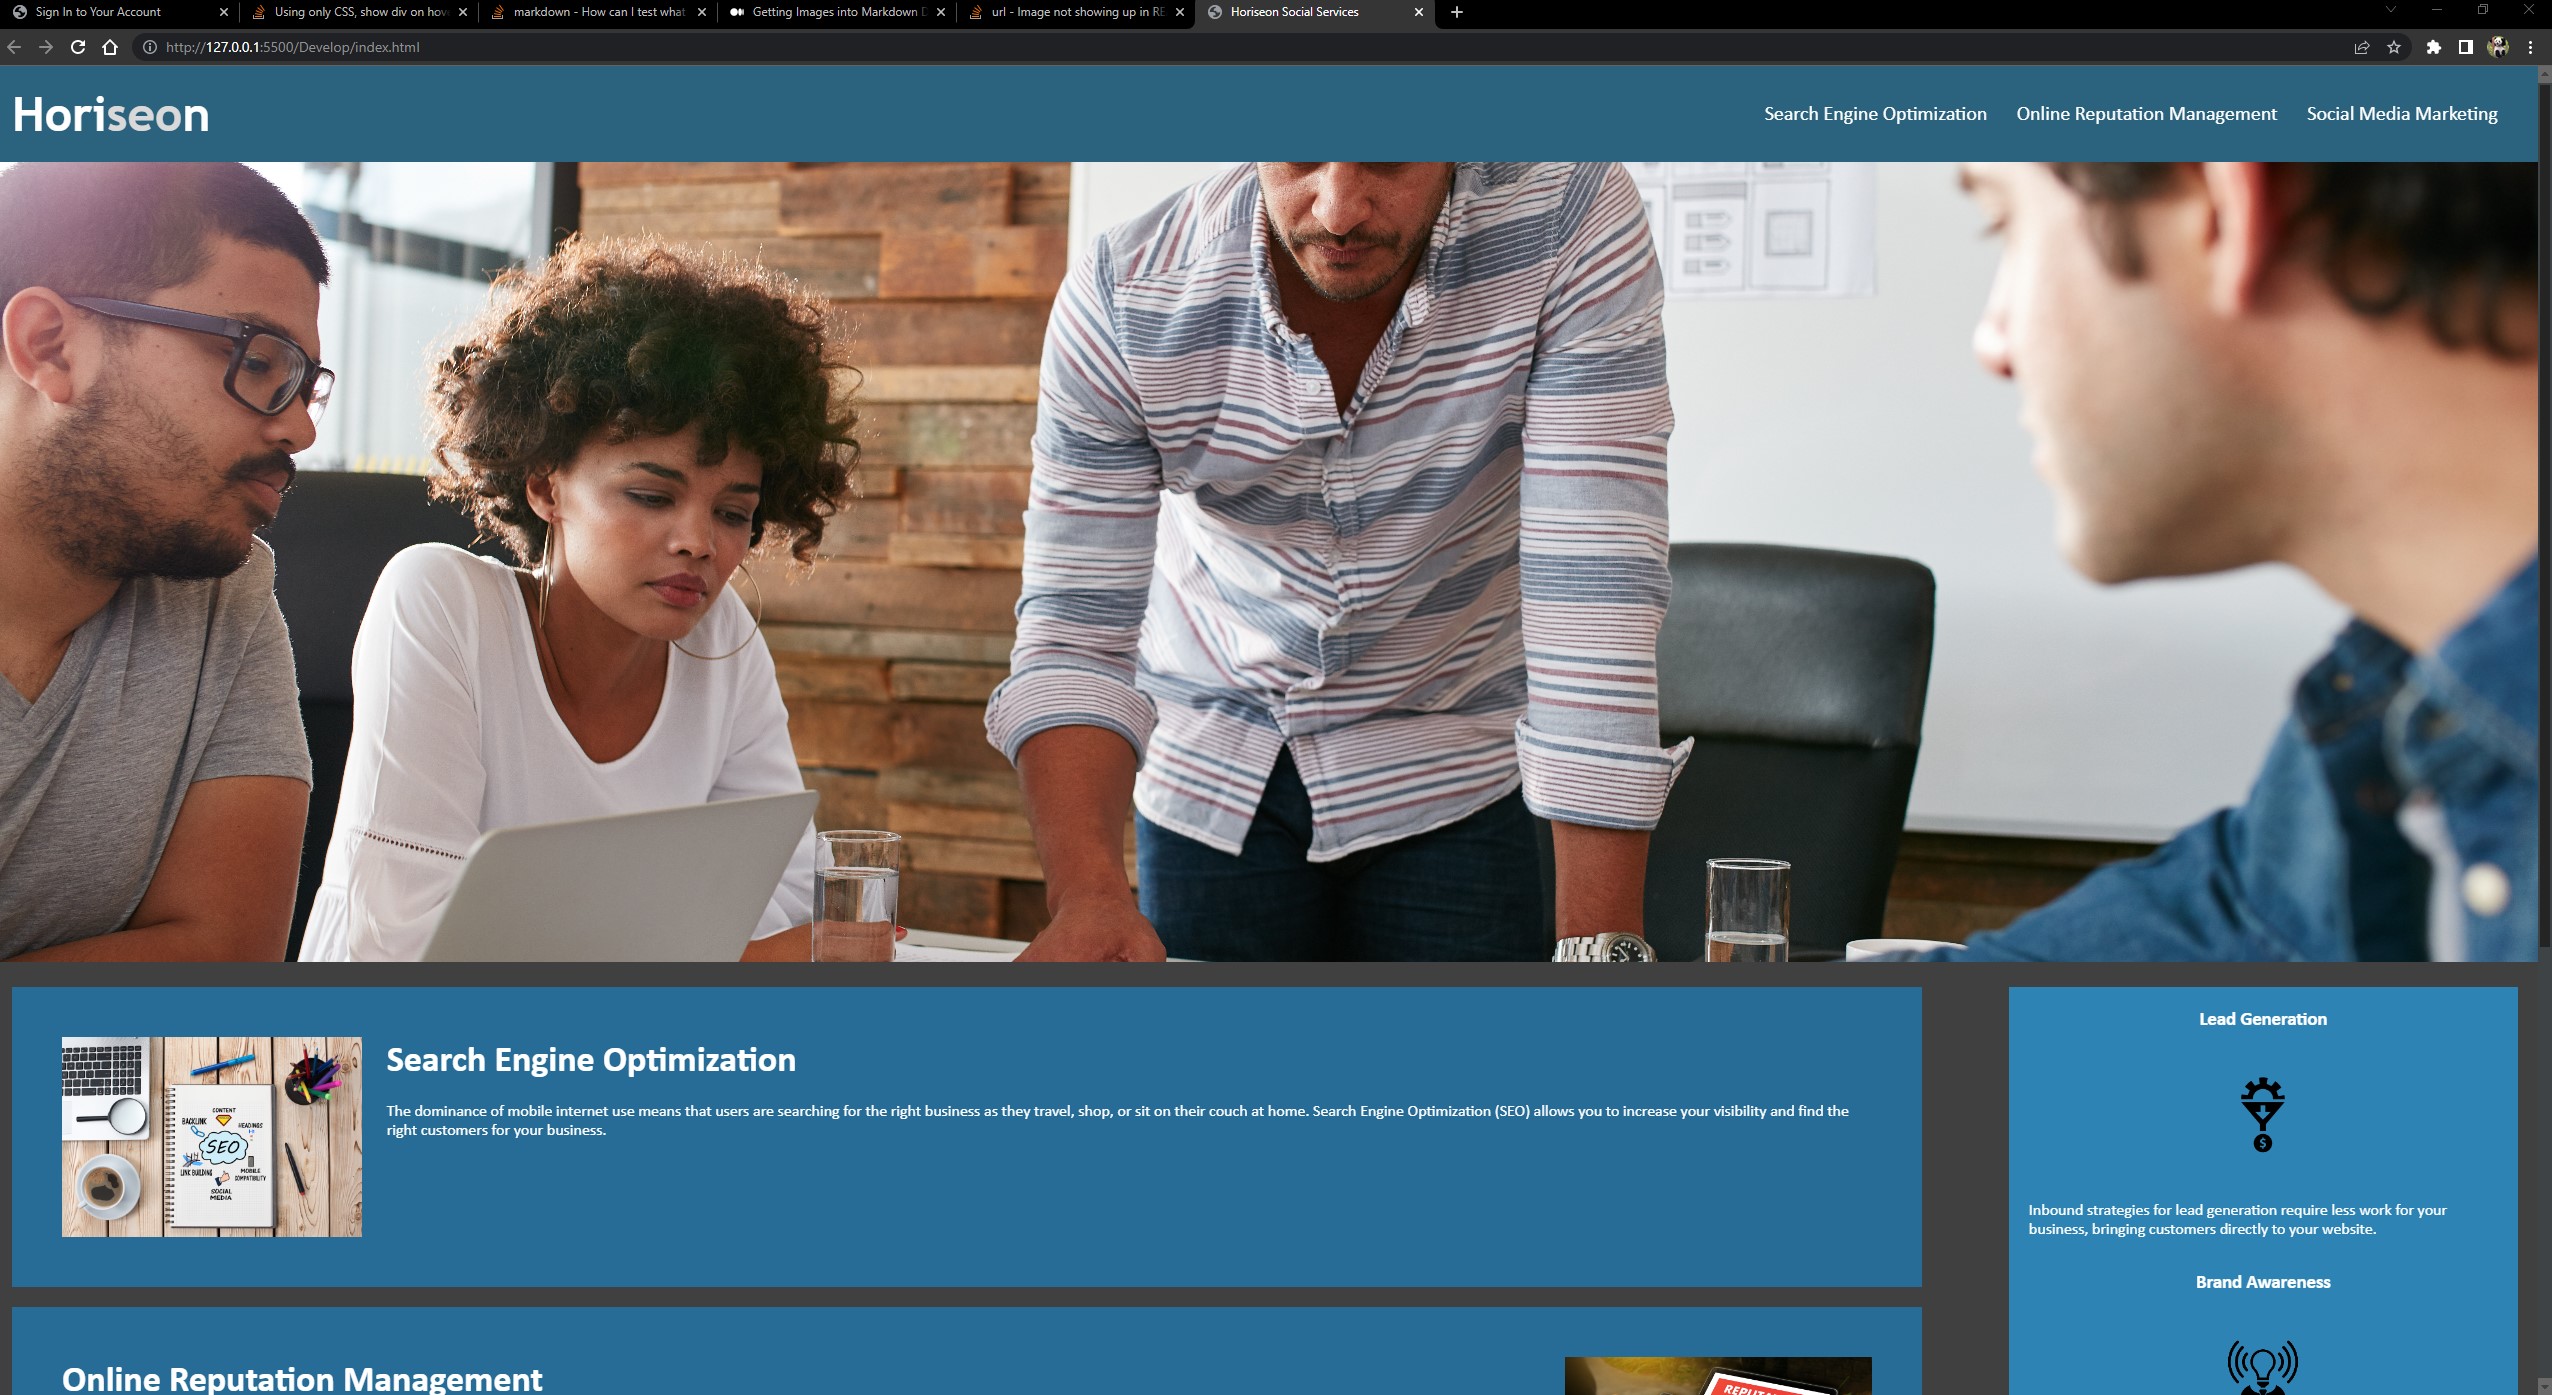 Sign In to Your Account
Using only CSS, show div on hov
markdown - How can I test what
Getting Images into Markdown D
url - Image not showing up in RE
Horiseon Social Services
http://127.0.0.1:5500/Develop/index.html
Horiseon
Search Engine Optimization
Online Reputation Management
Social Media Marketing
CONTENT
BACKLINK
HEADINGS
SEO
LINK BUILDING
MOBILE
COMPATIBILITY
SOCIAL
MEDIA
Search Engine Optimization
The dominance of mobile internet use means that users are searching for the right business as they travel, shop, or sit on their couch at home. Search Engine Optimization (SEO) allows you to increase your visibility and find the
right customers for your business.
Lead Generation
$
Inbound strategies for lead generation require less work for your
business, bringing customers directly to your website.
Brand Awareness
Online Reputation Management